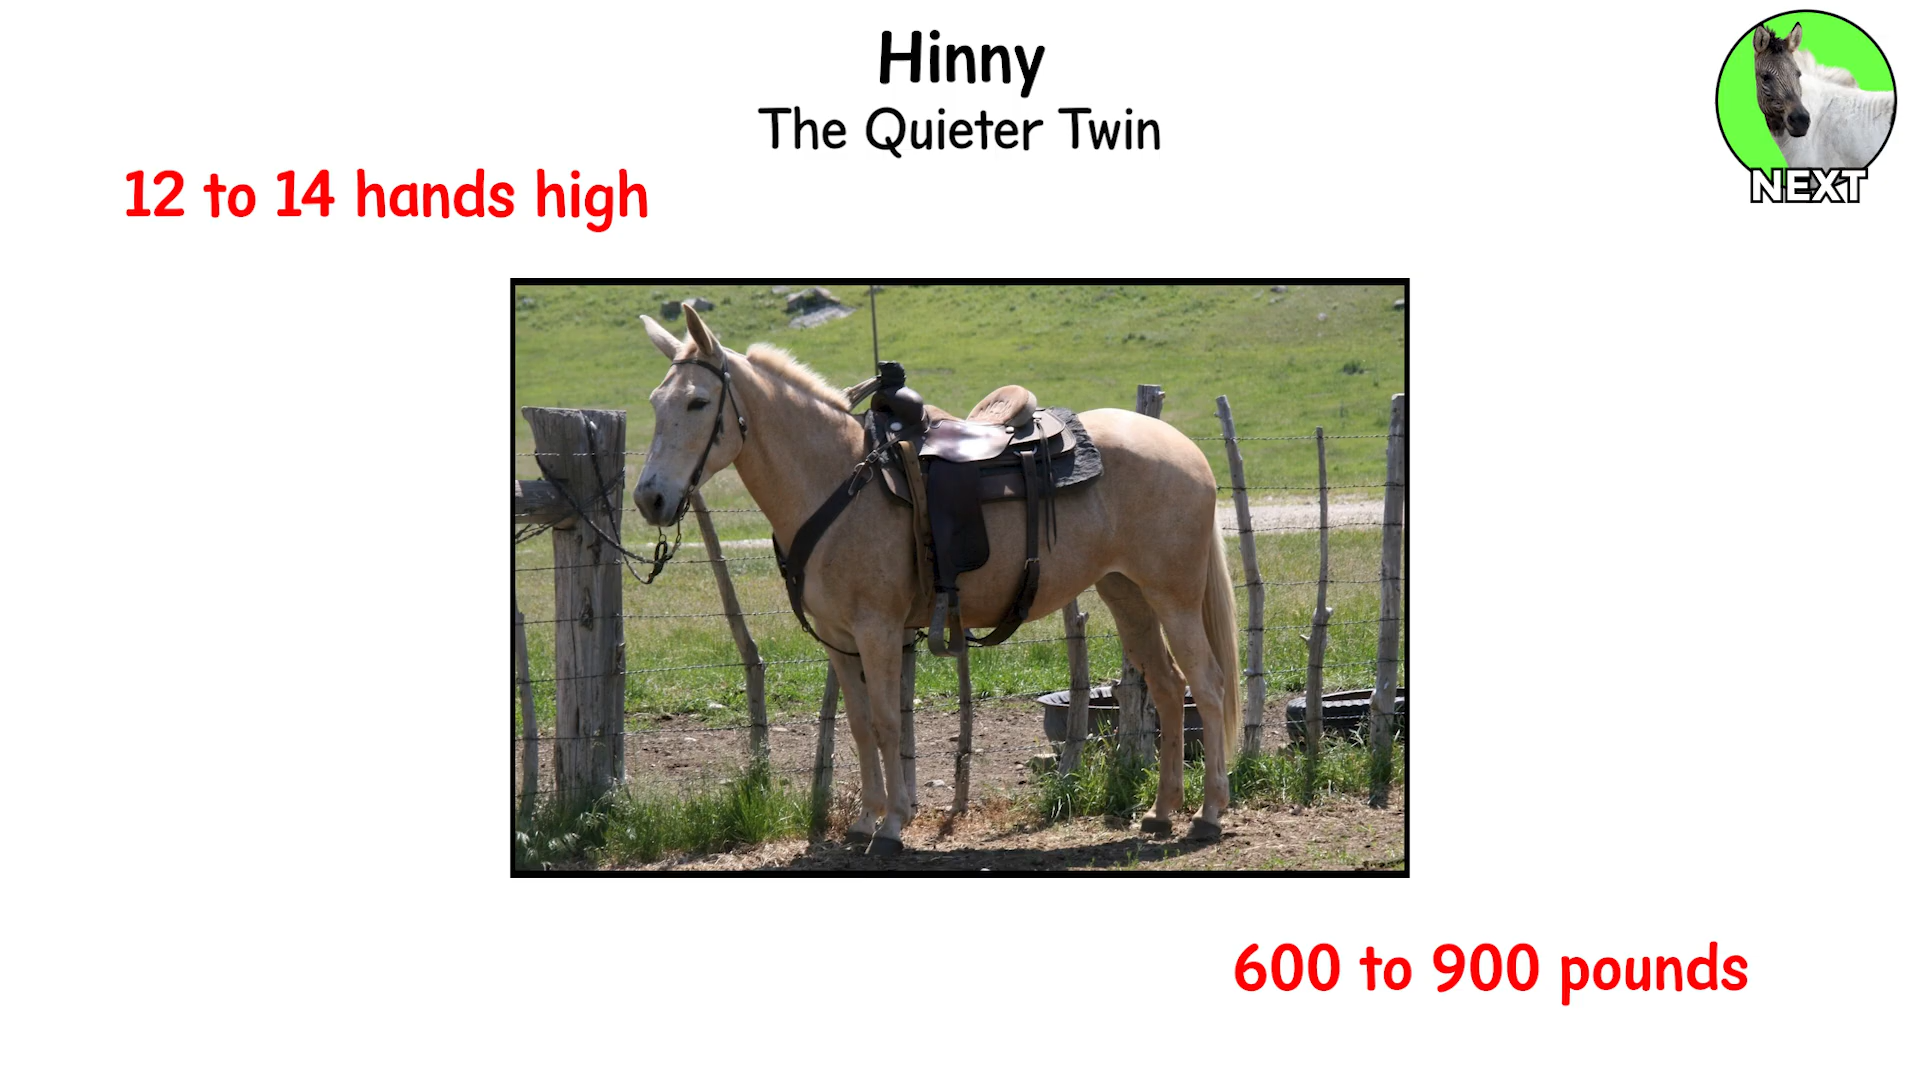 Hinny
The Quieter Twin
12 to 14 hands high
NEXT
600 to 900 pounds